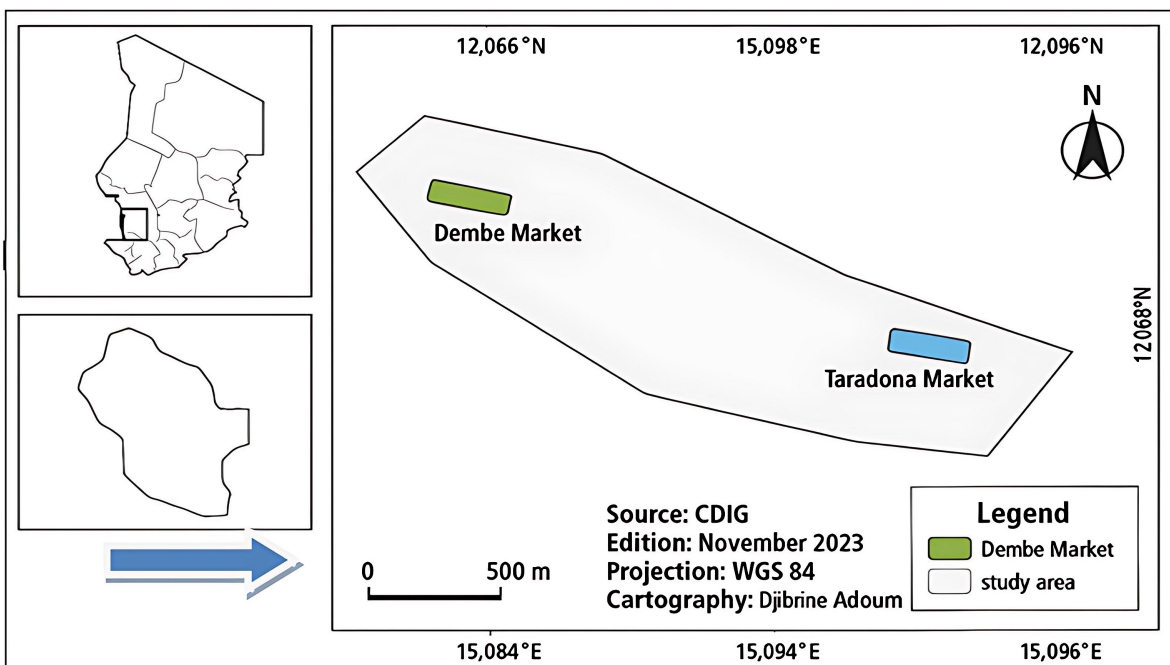 12,066°N
15,098°E
12,096°N
N
Dembe Market
12068°N
Taradona Market
Source: CDIG
Edition: November 2023
Projection: WGS 84
Cartography: Djibrine Adoum
0
500 m
Legend
Dembe Market
study area
15,084°E
15,094°E
15,096°E